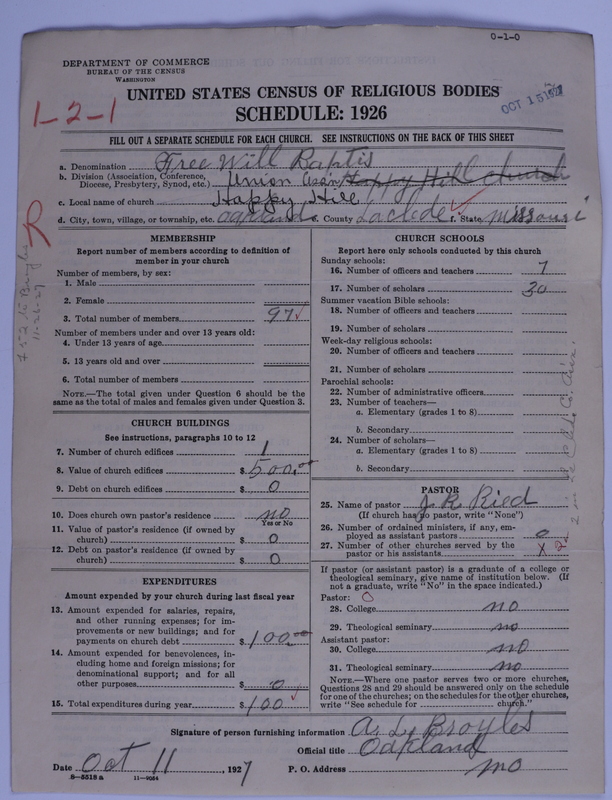 0-1-0
DEPARTMENT OF COMMERCE
BUREAU OF THE CENSUS
WASHINGTON
UNITED STATES CENSUS OF RELIGIOUS BODIES
SCHEDULE: 1926
OCT 15 1927
1-2-1
FILL OUT A SEPARATE SCHEDULE FOR EACH CHURCH. SEE INSTRUCTIONS ON THE BACK OF THIS SHEET
a. Denomination Free Will Baptis
b. Division (Association, Conference, Diocese, Presbytery, Synod, etc.) Union Ass'n Happy Hill church
c. Local name of church Happy Hill
d. City, town, village, or township, etc. Oakland e. County Laclede f. State Missouri
R
MEMBERSHIP
Report number of members according to definition of member in your church
Number of members, by sex:
1. Male
2. Female
3. Total number of members 97
Number of members under and over 13 years old:
4. Under 13 years of age
5. 13 years old and over
6. Total number of members
NOTE.—The total given under Question 6 should be the same as the total of males and females given under Question 3.
CHURCH BUILDINGS
See instructions, paragraphs 10 to 12
7. Number of church edifices 1
8. Value of church edifices $ 500.00
9. Debt on church edifices $ 0
10. Does church own pastor's residence no
Yes or No
11. Value of pastor's residence (if owned by church) $ 0
12. Debt on pastor's residence (if owned by church) $ 0
EXPENDITURES
Amount expended by your church during last fiscal year
13. Amount expended for salaries, repairs, and other running expenses; for improvements or new buildings; and for payments on church debt $ 100.00
14. Amount expended for benevolences, including home and foreign missions; for denominational support; and for all other purposes $ 0
15. Total expenditures during year $ 100
CHURCH SCHOOLS
Report here only schools conducted by this church
Sunday schools:
16. Number of officers and teachers 7
17. Number of scholars 30
Summer vacation Bible schools:
18. Number of officers and teachers
19. Number of scholars
Week-day religious schools:
20. Number of officers and teachers
21. Number of scholars
Parochial schools:
22. Number of administrative officers
23. Number of teachers—
a. Elementary (grades 1 to 8)
b. Secondary
24. Number of scholars—
a. Elementary (grades 1 to 8)
b. Secondary
PASTOR
25. Name of pastor J. R. Ried
(If church has no pastor, write "None")
26. Number of ordained ministers, if any, employed as assistant pastors 0
27. Number of other churches served by the pastor or his assistants 2
If pastor (or assistant pastor) is a graduate of a college or theological seminary, give name of institution below. (If not a graduate, write "No" in the space indicated.)
Pastor: 0
28. College no
29. Theological seminary no
Assistant pastor:
30. College no
31. Theological seminary no
NOTE.—Where one pastor serves two or more churches, Questions 28 and 29 should be answered only on the schedule for one of the churches; on the schedules for the other churches, write "See schedule for church."
Signature of person furnishing information A. L. Broyles
Official title Oakland
Date Oct 11, 1927 P. O. Address Mo
8-5518 a 11-9084